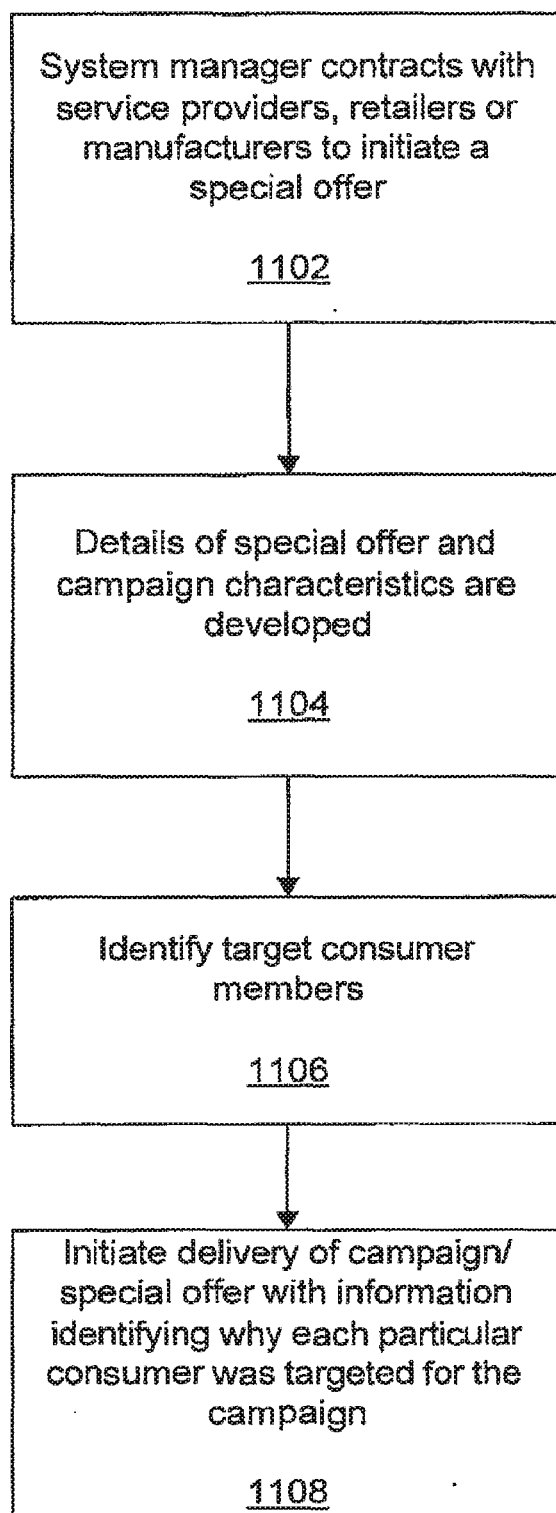 System manager contracts with
service providers, retailers or
manufacturers to initiate a
special offer
1102
Details of special offer and
campaign characteristics are
developed
1104
Identify target consumer
members
1106
Initiate delivery of campaign/
special offer with information
identifying why each particular
consumer was targeted for the
campaign
1108